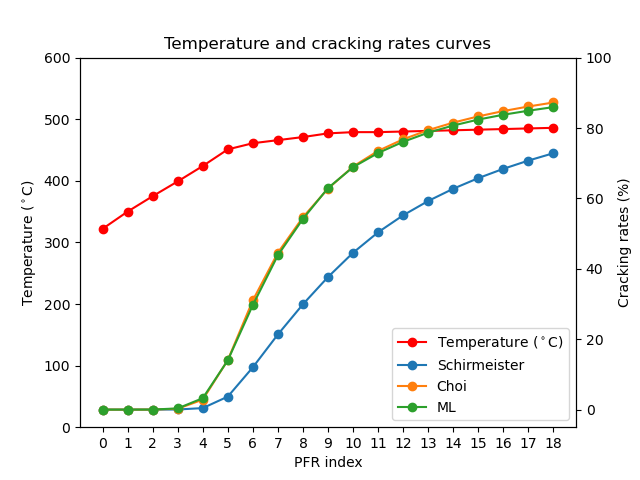 Temperature and cracking rates curves
600
500
400
300
200
100
0
Temperature (°C)
100
80
60
40
20
0
Cracking rates (%)
Temperature (°C)
Schirmeister
Choi
ML
0 1 2 3 4 5 6 7 8 9 10 11 12 13 14 15 16 17 18
PFR index